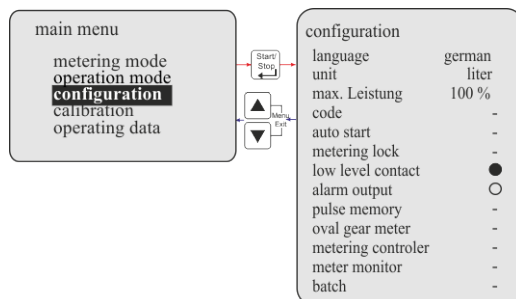 main menu
metering mode
operation mode
configuration
calibration
operating data
Start/
Stop
Menu
Exit
configuration
language german
unit liter
max. Leistung 100 %
code -
auto start -
metering lock -
low level contact
alarm output
pulse memory -
oval gear meter -
metering controler -
meter monitor -
batch -